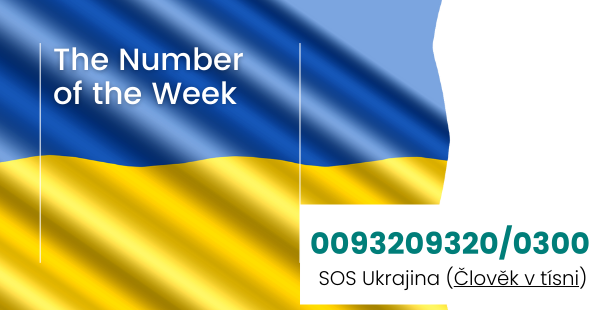 The Number
of the Week
0093209320/0300
SOS Ukrajina (Člověk v tísni)